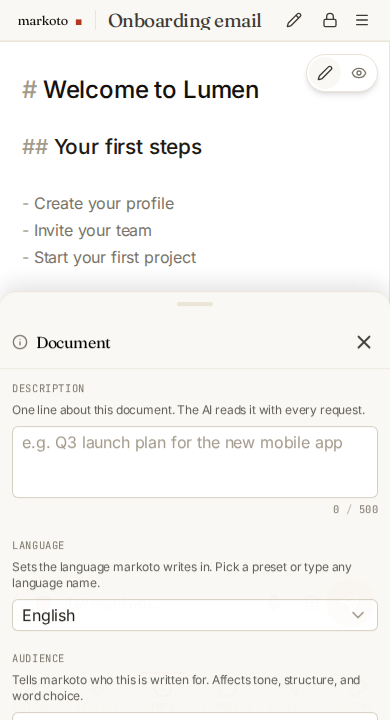 markoto
Onboarding email
# Welcome to Lumen
## Your first steps
- Create your profile
- Invite your team
- Start your first project
Document
DESCRIPTION
One line about this document. The AI reads it with every request.
e.g. Q3 launch plan for the new mobile app
0 / 500
LANGUAGE
Sets the language markoto writes in. Pick a preset or type any
language name.
English
AUDIENCE
Tells markoto who this is written for. Affects tone, structure, and
word choice.